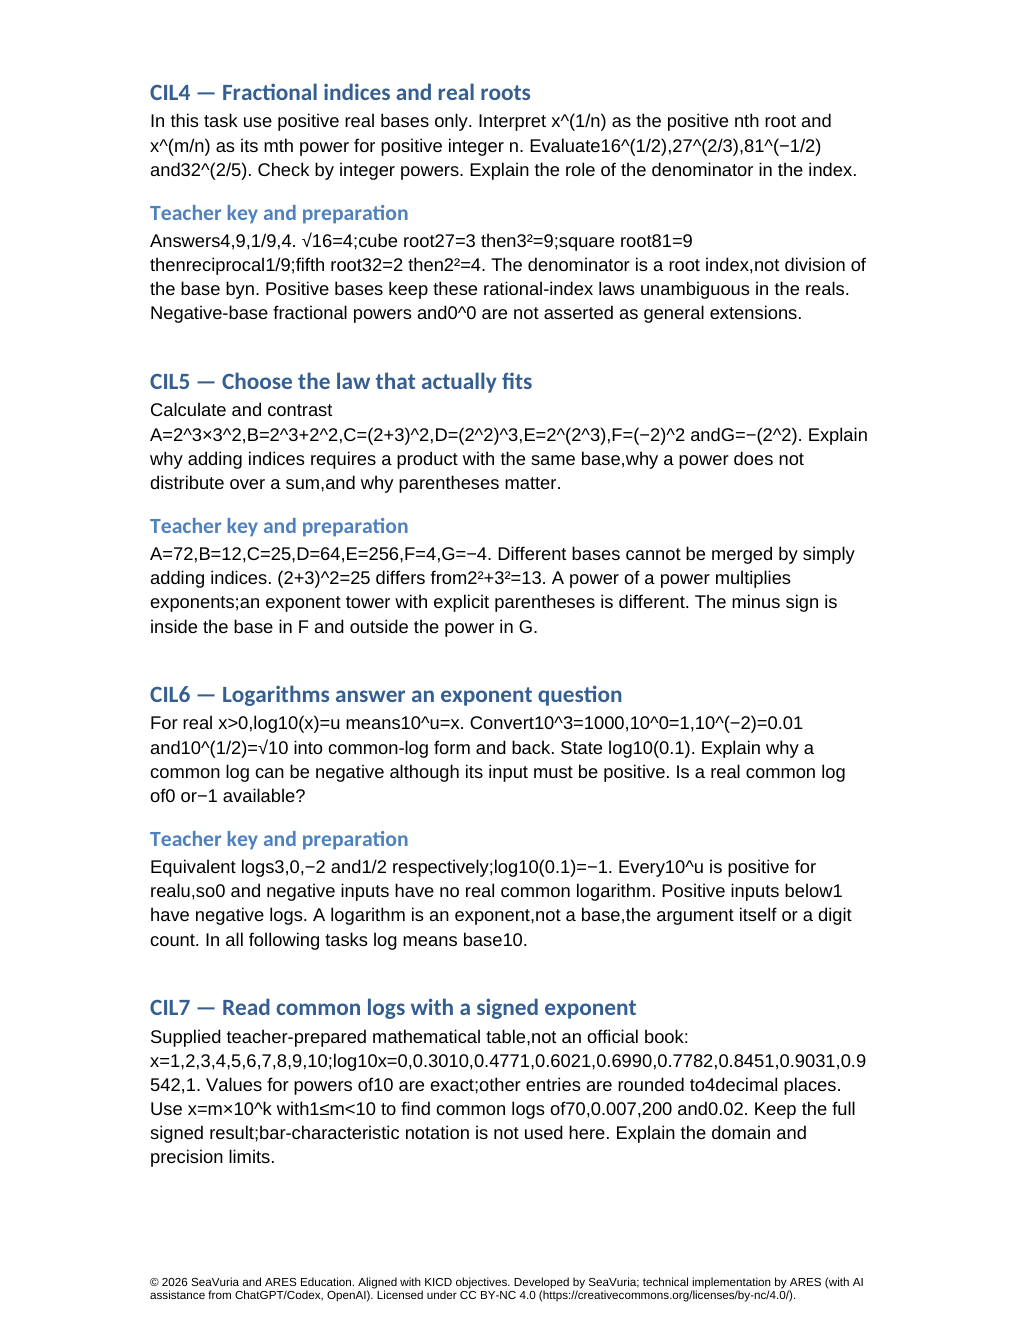 CIL4 — Fractional indices and real roots
In this task use positive real bases only. Interpret x^(1/n) as the positive nth root and
x^(m/n) as its mth power for positive integer n. Evaluate16^(1/2),27^(2/3),81^(−1/2)
and32^(2/5). Check by integer powers. Explain the role of the denominator in the index.
Teacher key and preparation
Answers4,9,1/9,4. √16=4;cube root27=3 then3²=9;square root81=9
thenreciprocal1/9;fifth root32=2 then2²=4. The denominator is a root index,not division of
the base byn. Positive bases keep these rational-index laws unambiguous in the reals.
Negative-base fractional powers and0^0 are not asserted as general extensions.
CIL5 — Choose the law that actually fits
Calculate and contrast
A=2^3×3^2,B=2^3+2^2,C=(2+3)^2,D=(2^2)^3,E=2^(2^3),F=(−2)^2 andG=−(2^2). Explain
why adding indices requires a product with the same base,why a power does not
distribute over a sum,and why parentheses matter.
Teacher key and preparation
A=72,B=12,C=25,D=64,E=256,F=4,G=−4. Different bases cannot be merged by simply
adding indices. (2+3)^2=25 differs from2²+3²=13. A power of a power multiplies
exponents;an exponent tower with explicit parentheses is different. The minus sign is
inside the base in F and outside the power in G.
CIL6 — Logarithms answer an exponent question
For real x>0,log10(x)=u means10^u=x. Convert10^3=1000,10^0=1,10^(−2)=0.01
and10^(1/2)=√10 into common-log form and back. State log10(0.1). Explain why a
common log can be negative although its input must be positive. Is a real common log
of0 or−1 available?
Teacher key and preparation
Equivalent logs3,0,−2 and1/2 respectively;log10(0.1)=−1. Every10^u is positive for
realu,so0 and negative inputs have no real common logarithm. Positive inputs below1
have negative logs. A logarithm is an exponent,not a base,the argument itself or a digit
count. In all following tasks log means base10.
CIL7 — Read common logs with a signed exponent
Supplied teacher-prepared mathematical table,not an official book:
x=1,2,3,4,5,6,7,8,9,10;log10x=0,0.3010,0.4771,0.6021,0.6990,0.7782,0.8451,0.9031,0.9
542,1. Values for powers of10 are exact;other entries are rounded to4decimal places.
Use x=m×10^k with1≤m<10 to find common logs of70,0.007,200 and0.02. Keep the full
signed result;bar-characteristic notation is not used here. Explain the domain and
precision limits.
© 2026 SeaVuria and ARES Education. Aligned with KICD objectives. Developed by SeaVuria; technical implementation by ARES (with AI
assistance from ChatGPT/Codex, OpenAI). Licensed under CC BY-NC 4.0 (https://creativecommons.org/licenses/by-nc/4.0/).